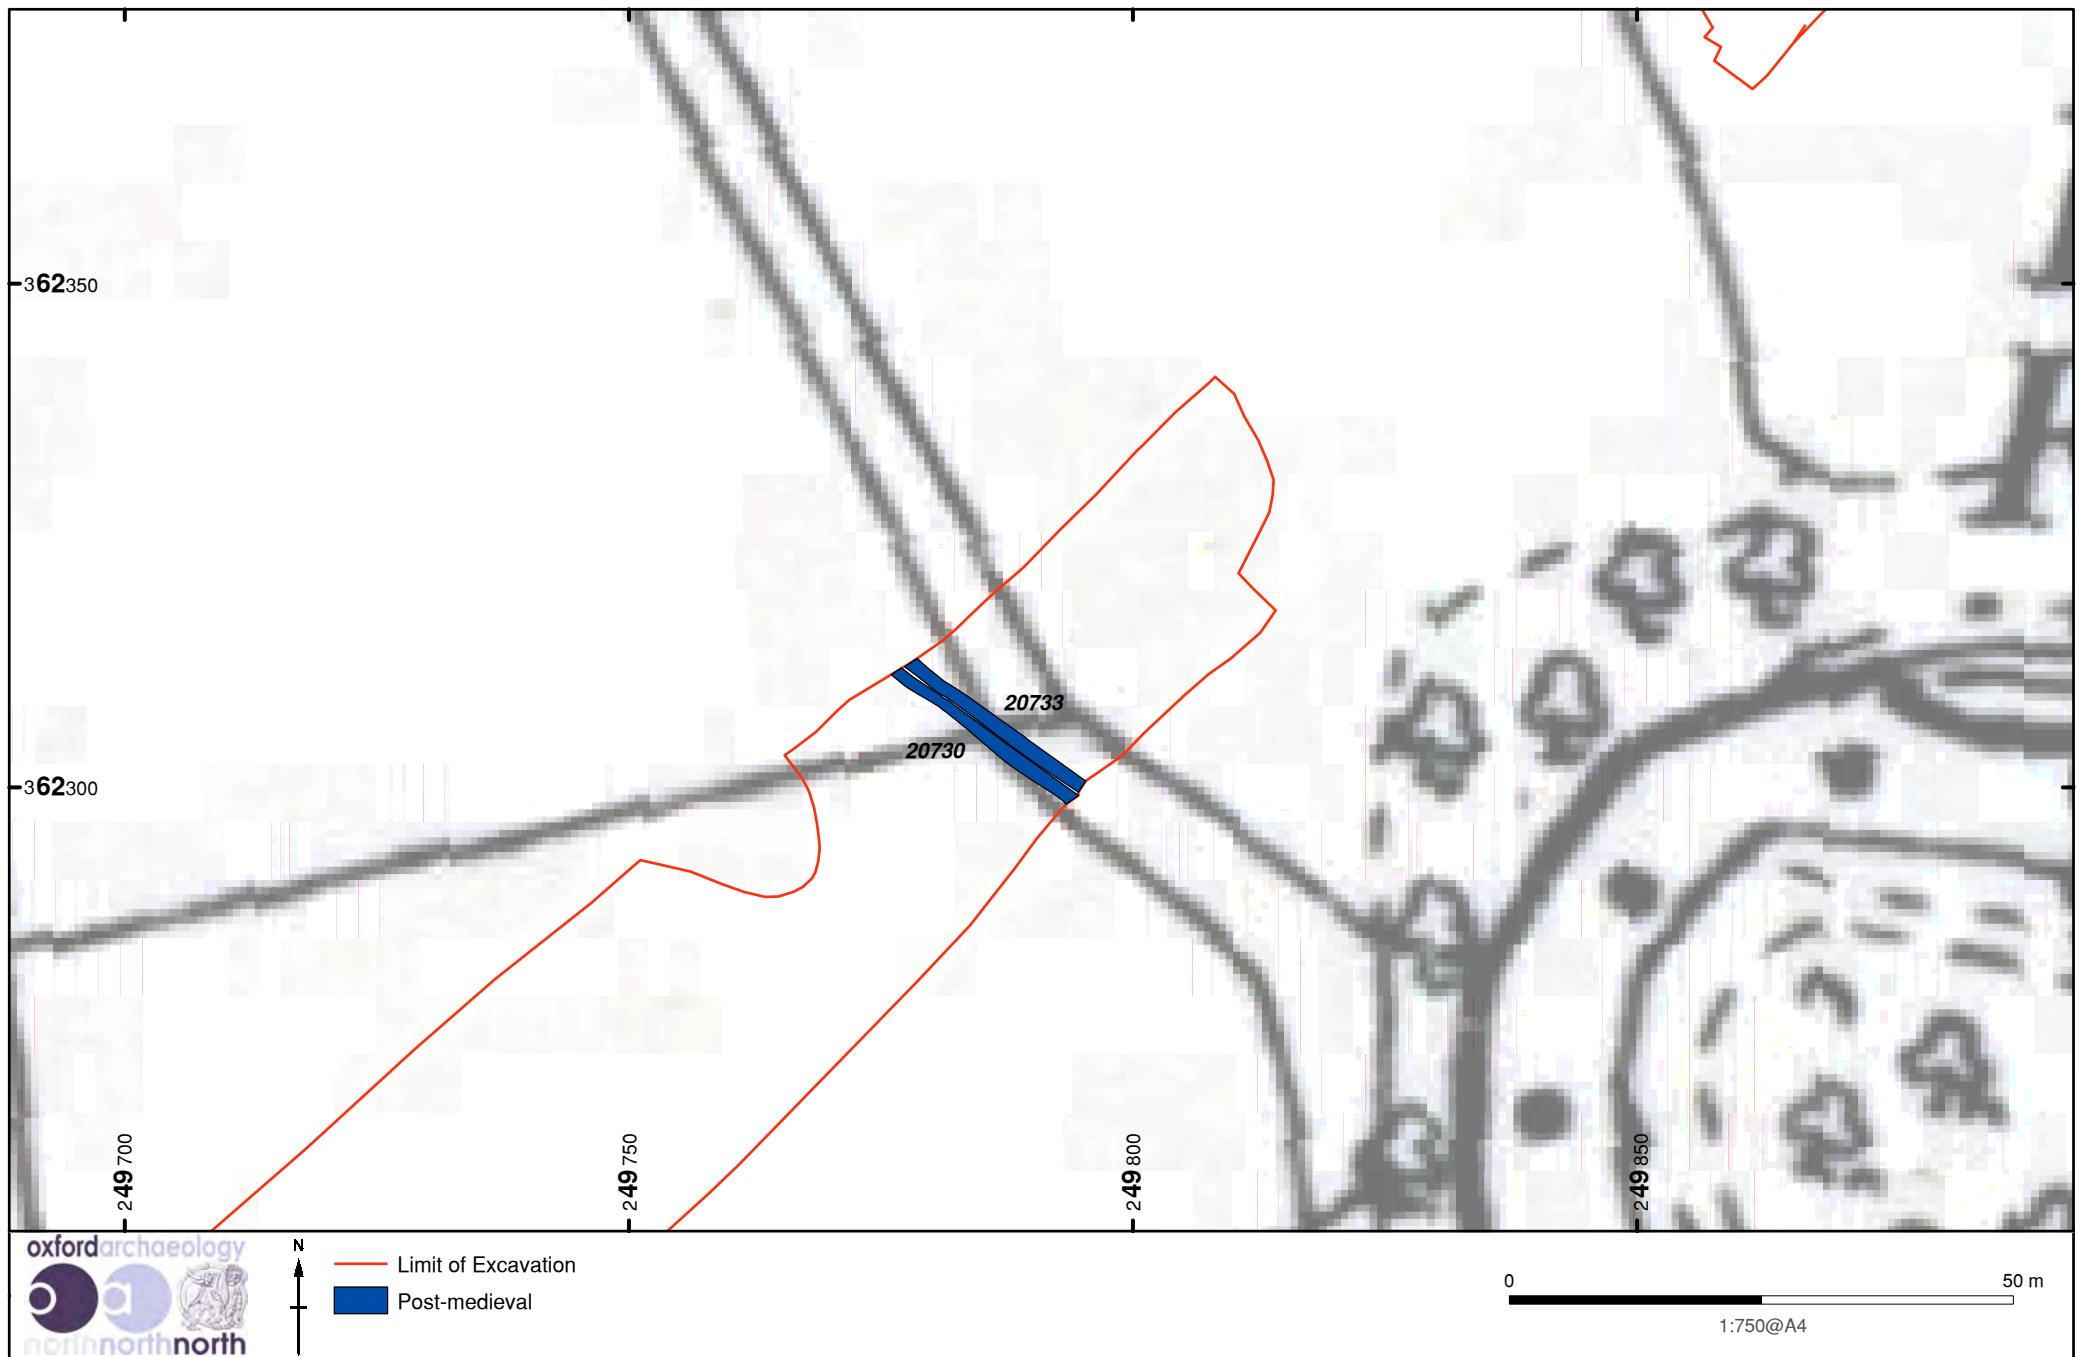 362350
20733
20730
362300
249700
249750
249800
249850
oxfordarchaeology
northnorthnorth
N
Limit of Excavation
Post-medieval
0
50 m
1:750@A4